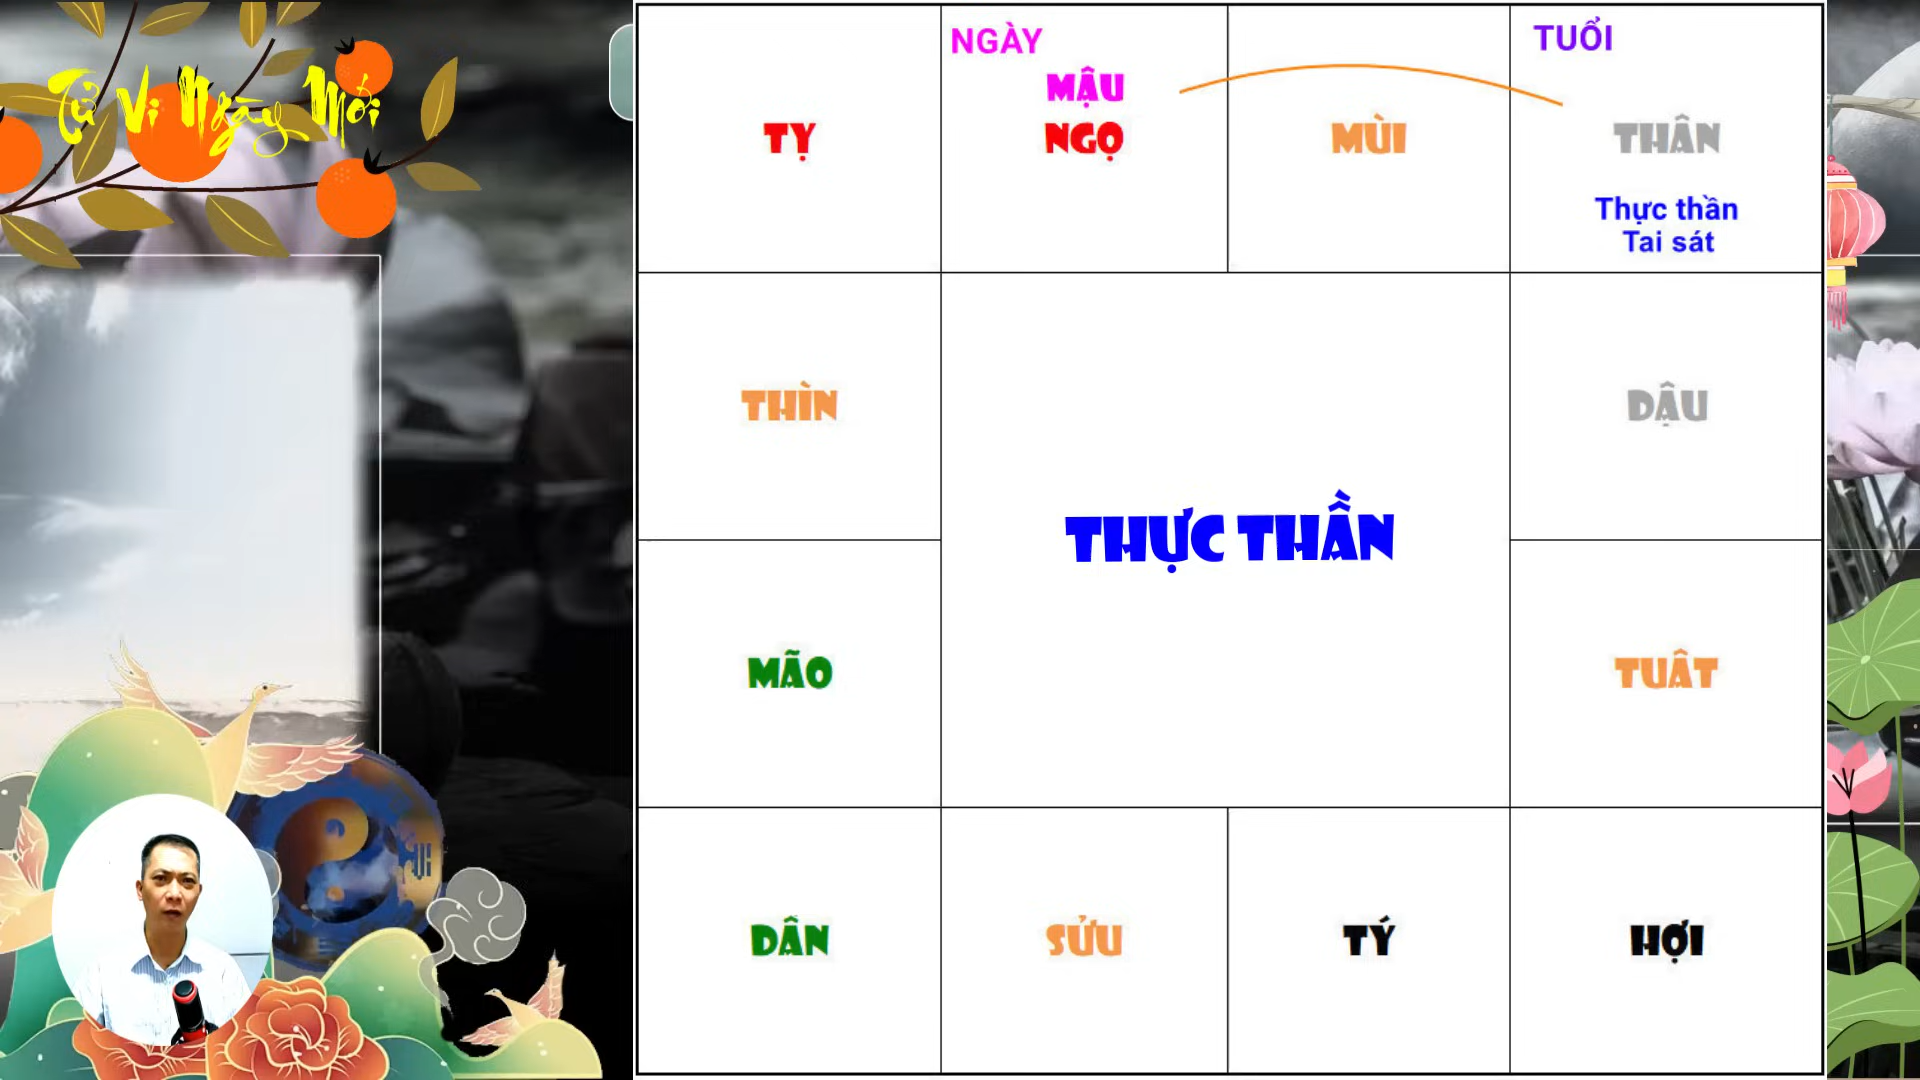 Tử Vi Ngày Mới
NGÀY
TUỔI
MẬU
TỴ
NGỌ
MÙI
THÂN
Thực thần
Tai sát
THÌN
DẬU
THỰC THẦN
MÃO
TUẤT
DẦN
SỬU
TÝ
HỢI